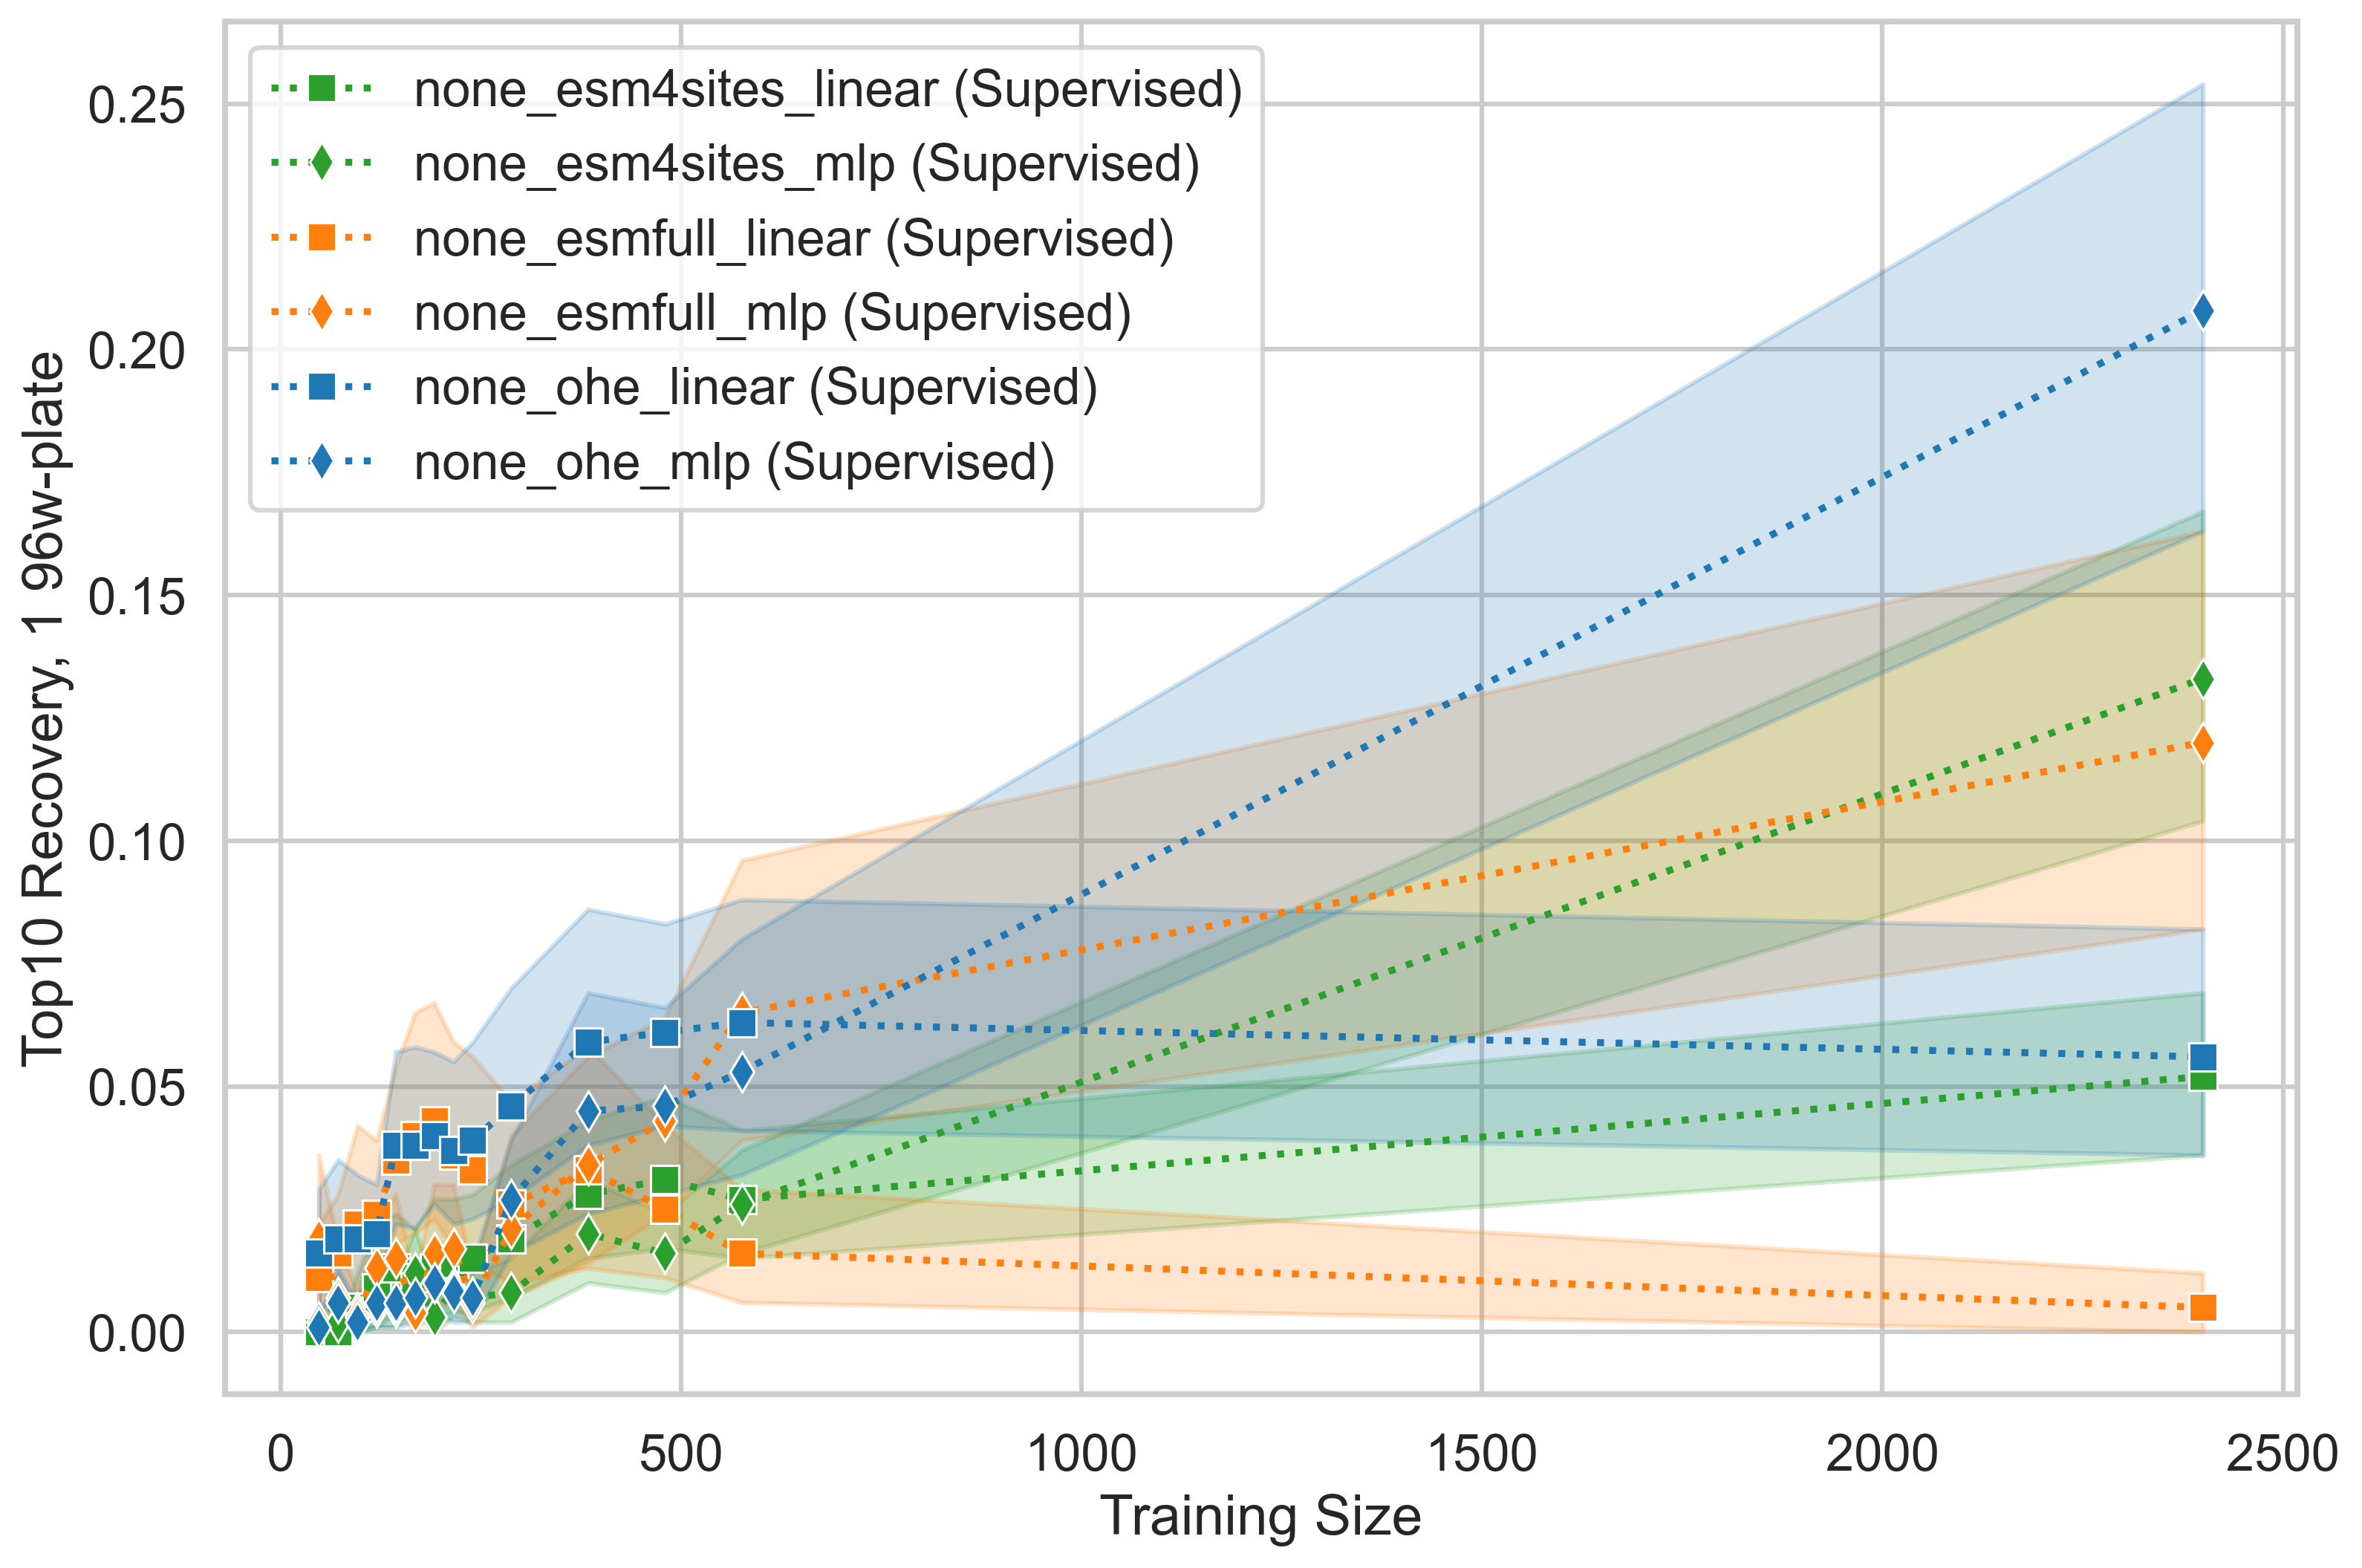 none_esm4sites_linear (Supervised)
none_esm4sites_mlp (Supervised)
none_esmfull_linear (Supervised)
none_esmfull_mlp (Supervised)
none_ohe_linear (Supervised)
none_ohe_mlp (Supervised)
Top10 Recovery, 1 96w-plate
0.25
0.20
0.15
0.10
0.05
0.00
0 500 1000 1500 2000 2500
Training Size